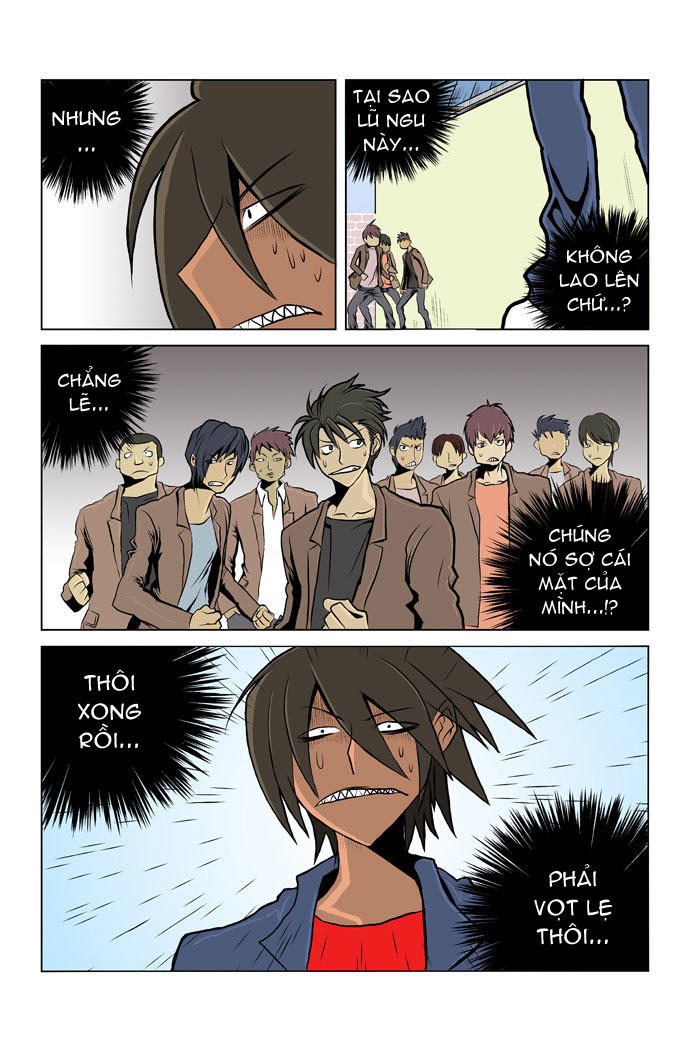 NHƯNG
...
TẠI SAO
LŨ NGU
NÀY...
KHÔNG
LAO LÊN
CHỨ...?
CHẲNG
LẼ...
CHÚNG
NÓ SỢ CÁI
MẶT CỦA
MÌNH...!?
THÔI
XONG
RỒI...
PHẢI
VỌT LẸ
THÔI...